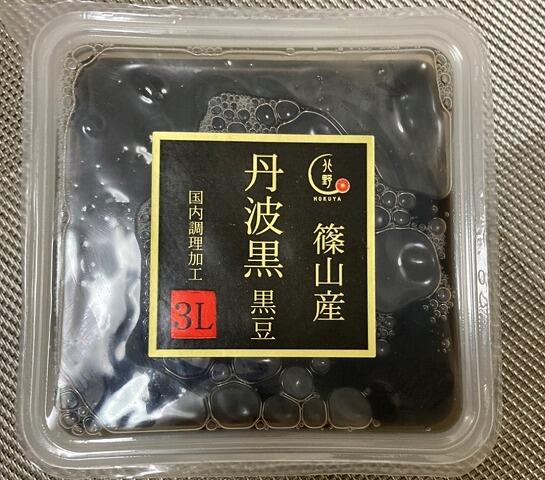 北野
HOKUYA
篠山産
丹波黒 黒豆
国内調理加工
3L